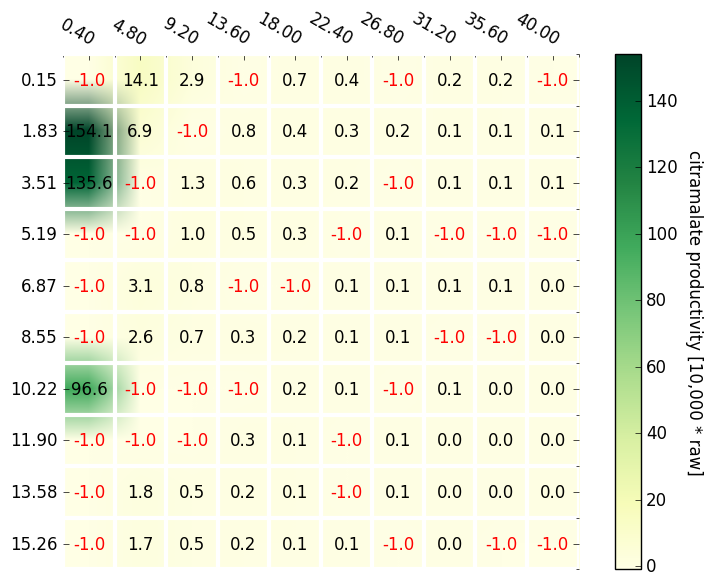 0.40 4.80 9.20 13.60 18.00 22.40 26.80 31.20 35.60 40.00
0.15 -1.0 14.1 2.9 -1.0 0.7 0.4 -1.0 0.2 0.2 -1.0
1.83 154.1 6.9 -1.0 0.8 0.4 0.3 0.2 0.1 0.1 0.1
3.51 135.6 -1.0 1.3 0.6 0.3 0.2 -1.0 0.1 0.1 0.1
5.19 -1.0 -1.0 1.0 0.5 0.3 -1.0 0.1 -1.0 -1.0 -1.0
6.87 -1.0 3.1 0.8 -1.0 -1.0 0.1 0.1 0.1 0.1 0.0
8.55 -1.0 2.6 0.7 0.3 0.2 0.1 0.1 -1.0 -1.0 0.0
10.22 96.6 -1.0 -1.0 -1.0 0.2 0.1 -1.0 0.1 0.0 0.0
11.90 -1.0 -1.0 -1.0 0.3 0.1 -1.0 0.1 0.0 0.0 0.0
13.58 -1.0 1.8 0.5 0.2 0.1 -1.0 0.1 0.0 0.0 0.0
15.26 -1.0 1.7 0.5 0.2 0.1 0.1 -1.0 0.0 -1.0 -1.0
140
120
100
80
60
40
20
0
citramalate productivity [10,000 * raw]